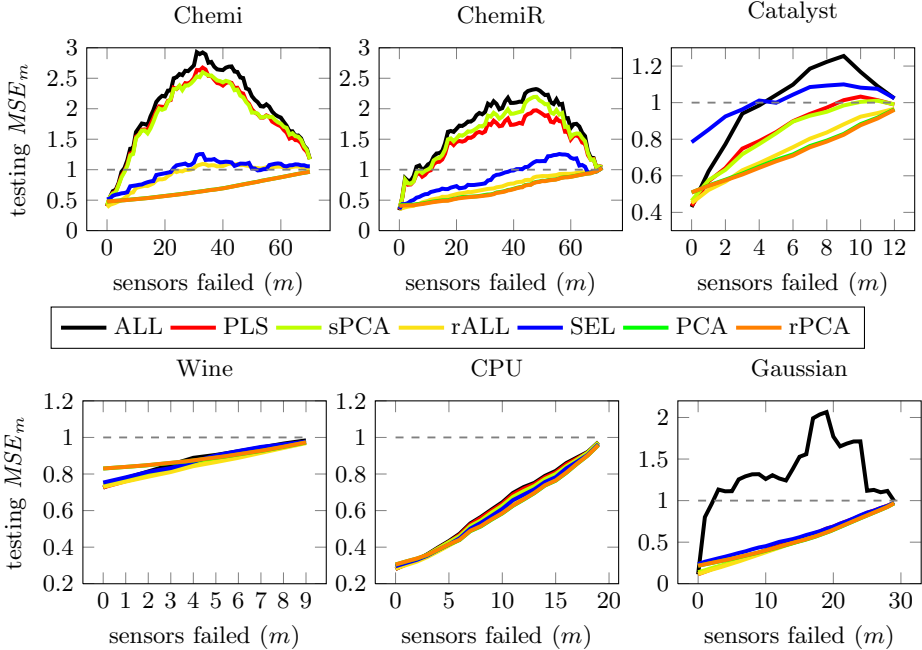 Chemi
ChemiR
Catalyst
testing MSE_m
3
2.5
2
1.5
1
0.5
0
0 20 40 60
sensors failed (m)
3
2.5
2
1.5
1
0.5
0
0 20 40 60
sensors failed (m)
1.2
1
0.8
0.6
0.4
0 2 4 6 8 10 12
sensors failed (m)
ALL PLS sPCA rALL SEL PCA rPCA
Wine
CPU
Gaussian
testing MSE_m
1.2
1
0.8
0.6
0.4
0.2
0 1 2 3 4 5 6 7 8 9
sensors failed (m)
1.2
1
0.8
0.6
0.4
0.2
0 10 20
sensors failed (m)
2
1.5
1
0.5
0
0 10 20 30
sensors failed (m)